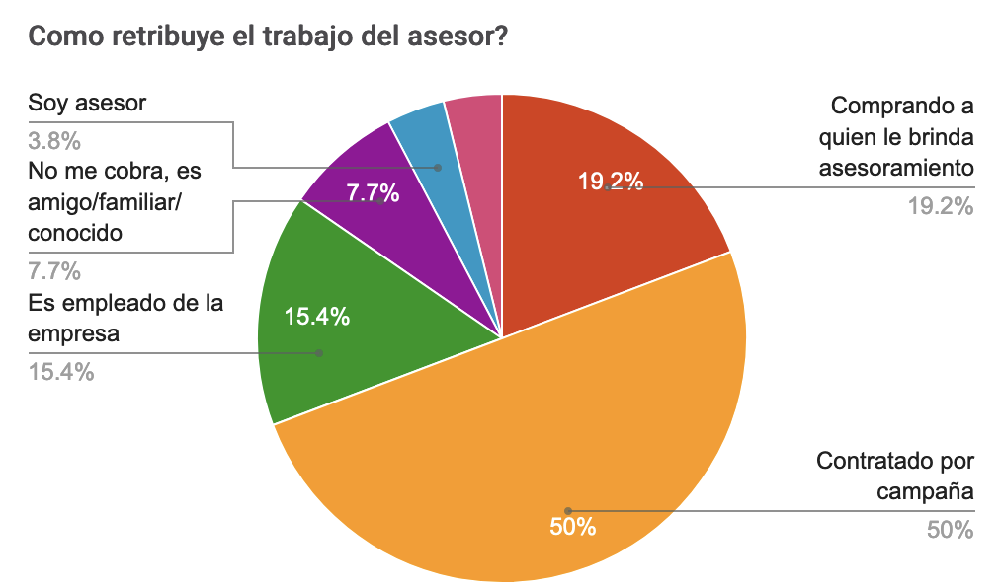 Como retribuye el trabajo del asesor?
Soy asesor
3.8%
No me cobra, es
amigo/familiar/
conocido
7.7%
Es empleado de la
empresa
15.4%
19.2%
50%
15.4%
7.7%
Comprando a
quien le brinda
asesoramiento
19.2%
Contratado por
campaña
50%